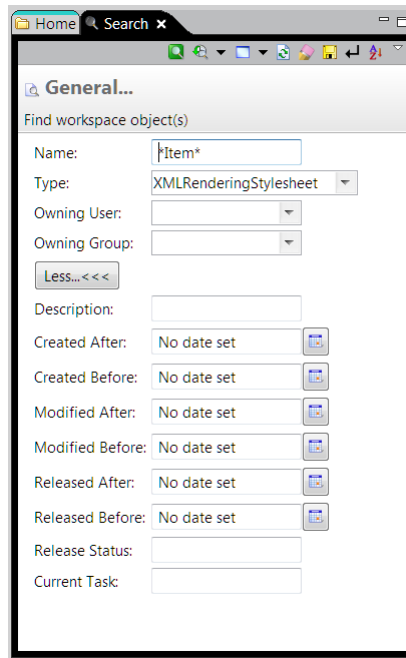 Home Search
General...
Find workspace object(s)
Name: *Item*
Type: XMLRenderingStylesheet
Owning User:
Owning Group:
Less...<<<
Description:
Created After: No date set
Created Before: No date set
Modified After: No date set
Modified Before: No date set
Released After: No date set
Released Before: No date set
Release Status:
Current Task: